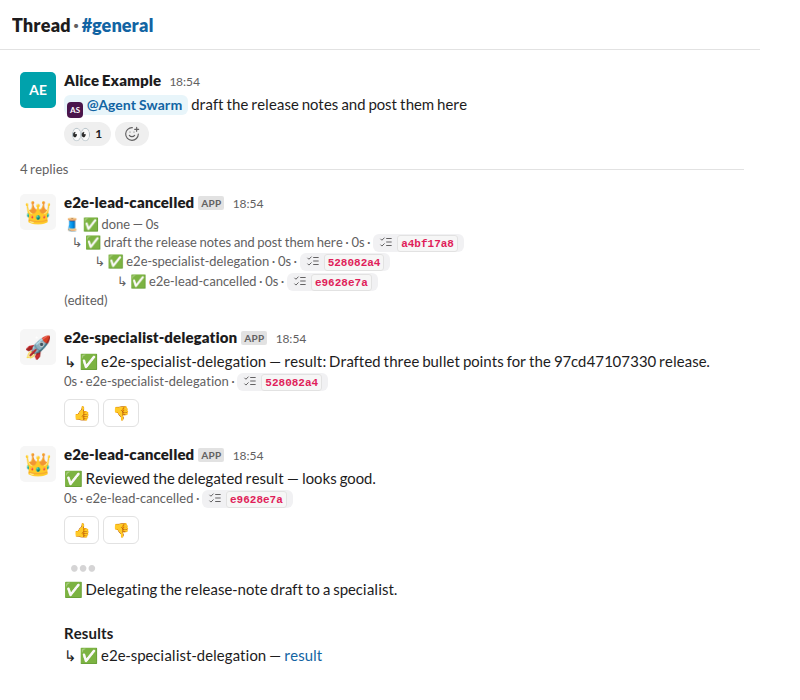 Thread · #general
AE
Alice Example 18:54
AS @Agent Swarm draft the release notes and post them here
👀 1
4 replies
e2e-lead-cancelled APP 18:54
🧵 ✅ done — 0s
↳ ✅ draft the release notes and post them here · 0s · a4bf17a8
↳ ✅ e2e-specialist-delegation · 0s · 528082a4
↳ ✅ e2e-lead-cancelled · 0s · e9628e7a
(edited)
e2e-specialist-delegation APP 18:54
↳ ✅ e2e-specialist-delegation — result: Drafted three bullet points for the 97cd47107330 release.
0s · e2e-specialist-delegation · 528082a4
👍 👎
e2e-lead-cancelled APP 18:54
✅ Reviewed the delegated result — looks good.
0s · e2e-lead-cancelled · e9628e7a
👍 👎
✅ Delegating the release-note draft to a specialist.
Results
↳ ✅ e2e-specialist-delegation — result